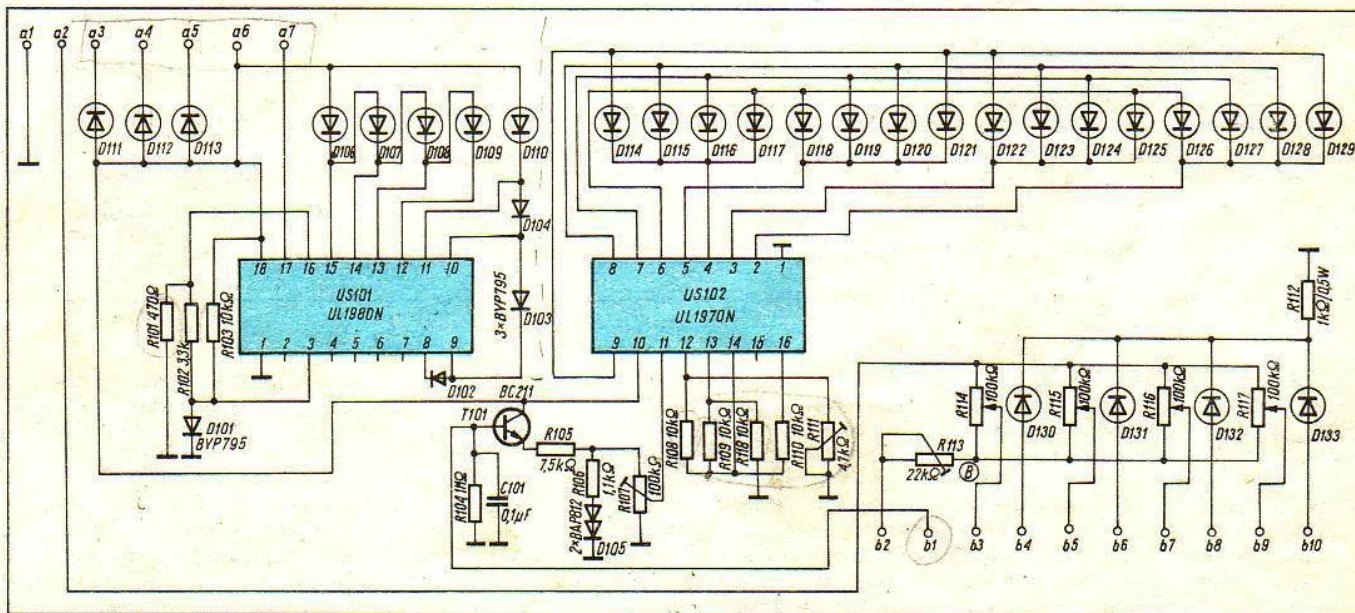 a1 a2 a3 a4 a5 a6 a7
D111 D112 D113
D106 D107 D108 D109 D110
D114 D115 D116 D117 D118 D119 D120 D121 D122 D123 D124 D125 D126 D127 D128 D129
D104
18 17 16 15 14 13 12 11 10
US101
UL1980N
1 2 3 4 5 6 7 8 9
8 7 6 5 4 3 2 1
US102
UL1970N
9 10 11 12 13 14 15 16
R101 470Ω
R102 3,3k
R103 10kΩ
3×BYP795
D103
D102
D101
BYP795
BC211
T101
R105
7,5kΩ
R104 1MΩ
C101
0,1µF
R106
1,1kΩ
2×BAP812
D105
R107
100kΩ
R108 10kΩ
R109 10kΩ
R118 10kΩ
R110 10kΩ
R111
4,7kΩ
R112
1kΩ/0,5W
R113
22kΩ
B
R114
100kΩ
D130
R115
100kΩ
D131
R116
100kΩ
D132
R117
100kΩ
D133
b2 b1 b3 b4 b5 b6 b7 b8 b9 b10